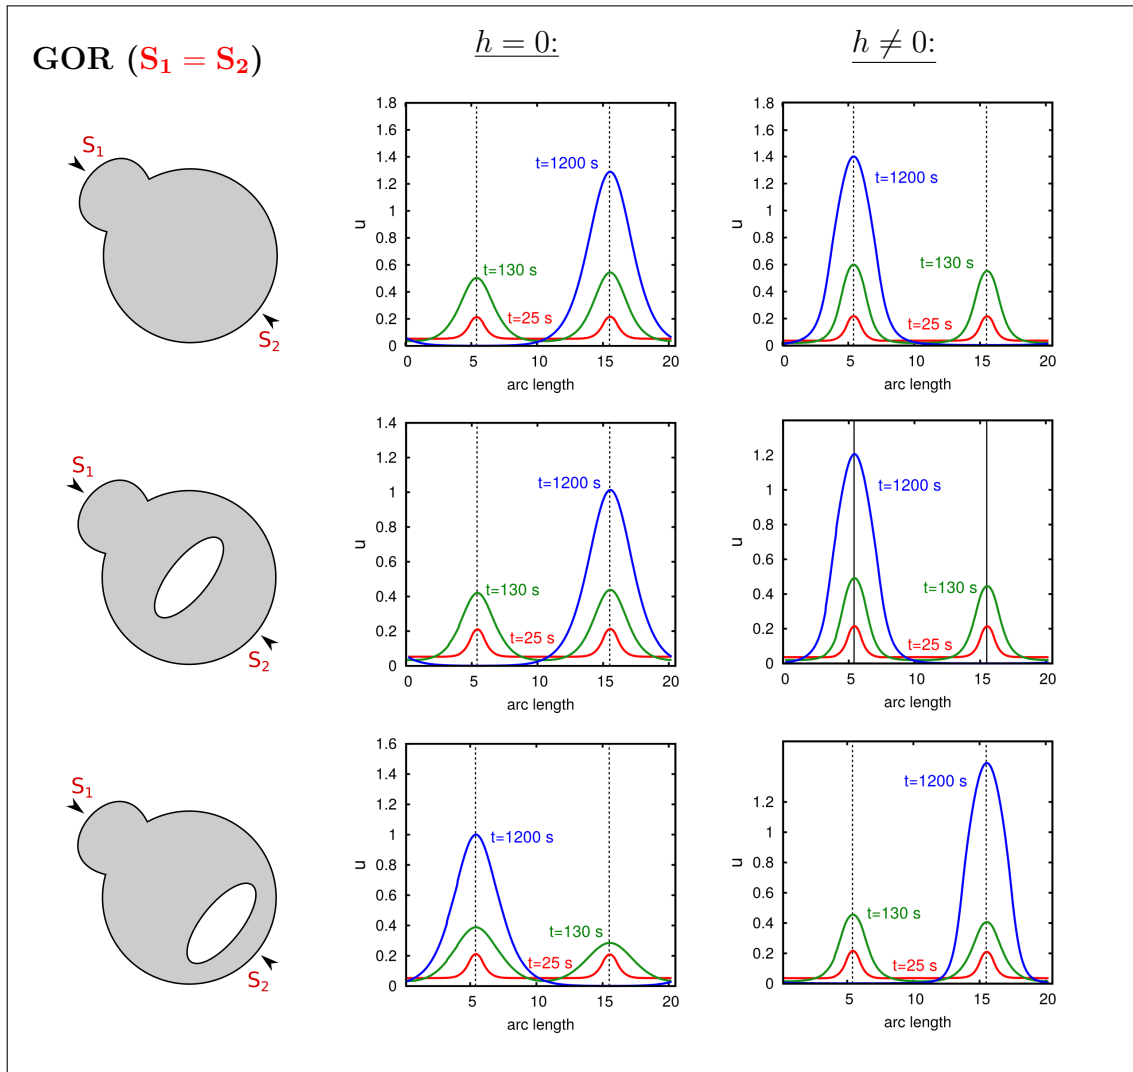 GOR (S₁ = S₂)
h = 0:
h ≠ 0:
S₁
S₂
1.8
1.6
1.4
1.2
1
0.8
0.6
0.4
0.2
0
u
t=1200 s
t=130 s
t=25 s
0 5 10 15 20
arc length
1.8
1.6
1.4
1.2
1
0.8
0.6
0.4
0.2
0
u
t=1200 s
t=130 s
t=25 s
0 5 10 15 20
arc length
S₁
S₂
1.4
1.2
1
0.8
0.6
0.4
0.2
0
u
t=1200 s
t=130 s
t=25 s
0 5 10 15 20
arc length
1.2
1
0.8
0.6
0.4
0.2
0
u
t=1200 s
t=130 s
t=25 s
0 5 10 15 20
arc length
S₁
S₂
1.6
1.4
1.2
1
0.8
0.6
0.4
0.2
0
u
t=1200 s
t=130 s
t=25 s
0 5 10 15 20
arc length
1.2
1
0.8
0.6
0.4
0.2
0
u
t=1200 s
t=130 s
t=25 s
5 10 15 20
arc length